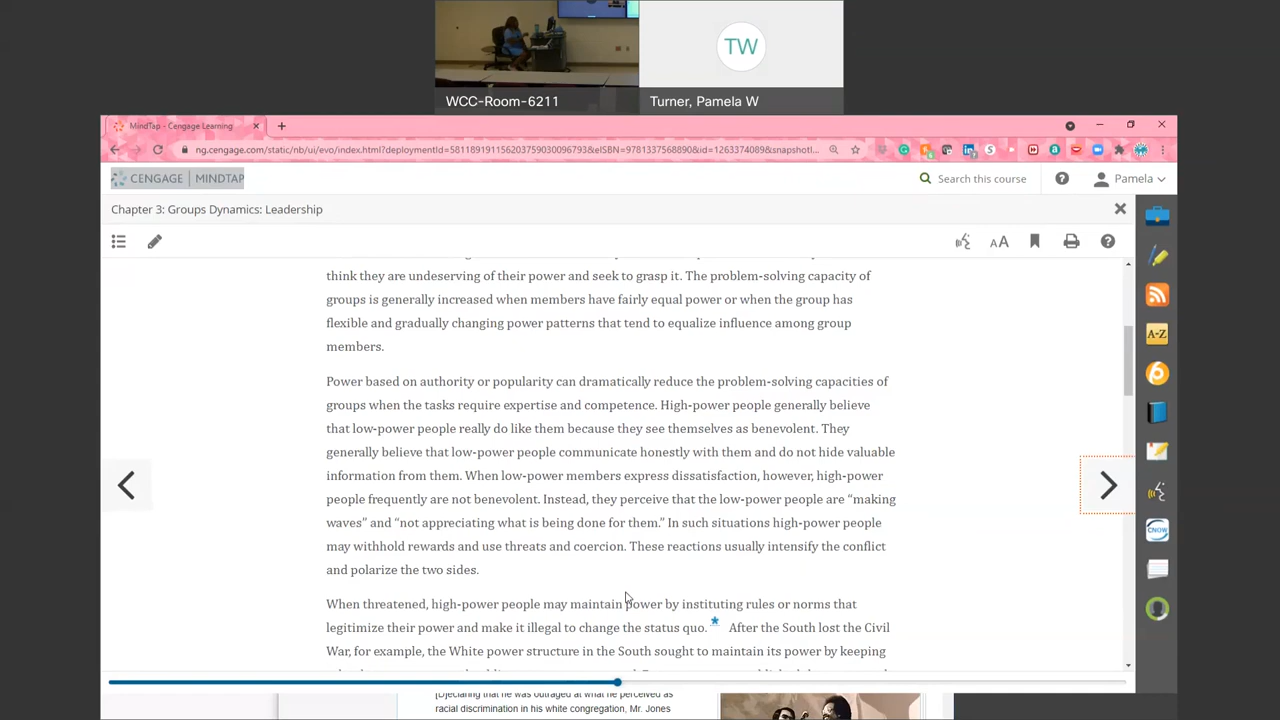 TW
WCC-Room-6211
Turner, Pamela W
MindTap - Cengage Learning
ng.cengage.com/static/nb/ui/evo/index.html?deploymentId=5811891911562037590300967​93&eISBN=9781337568890&id=1263374089&snapshotI...
CENGAGE | MINDTAP
Search this course
Pamela
Chapter 3: Groups Dynamics: Leadership
AA
think they are undeserving of their power and seek to grasp it. The problem-solving capacity of
groups is generally increased when members have fairly equal power or when the group has
flexible and gradually changing power patterns that tend to equalize influence among group
members.
Power based on authority or popularity can dramatically reduce the problem-solving capacities of
groups when the tasks require expertise and competence. High-power people generally believe
that low-power people really do like them because they see themselves as benevolent. They
generally believe that low-power people communicate honestly with them and do not hide valuable
information from them. When low-power members express dissatisfaction, however, high-power
people frequently are not benevolent. Instead, they perceive that the low-power people are “making
waves” and “not appreciating what is being done for them.” In such situations high-power people
may withhold rewards and use threats and coercion. These reactions usually intensify the conflict
and polarize the two sides.
When threatened, high-power people may maintain power by instituting rules or norms that
legitimize their power and make it illegal to change the status quo. * After the South lost the Civil
War, for example, the White power structure in the South sought to maintain its power by keeping
A-Z
CNOW
[D]eclaring that he was outraged at what he perceived as
racial discrimination in his white congregation, Mr. Jones